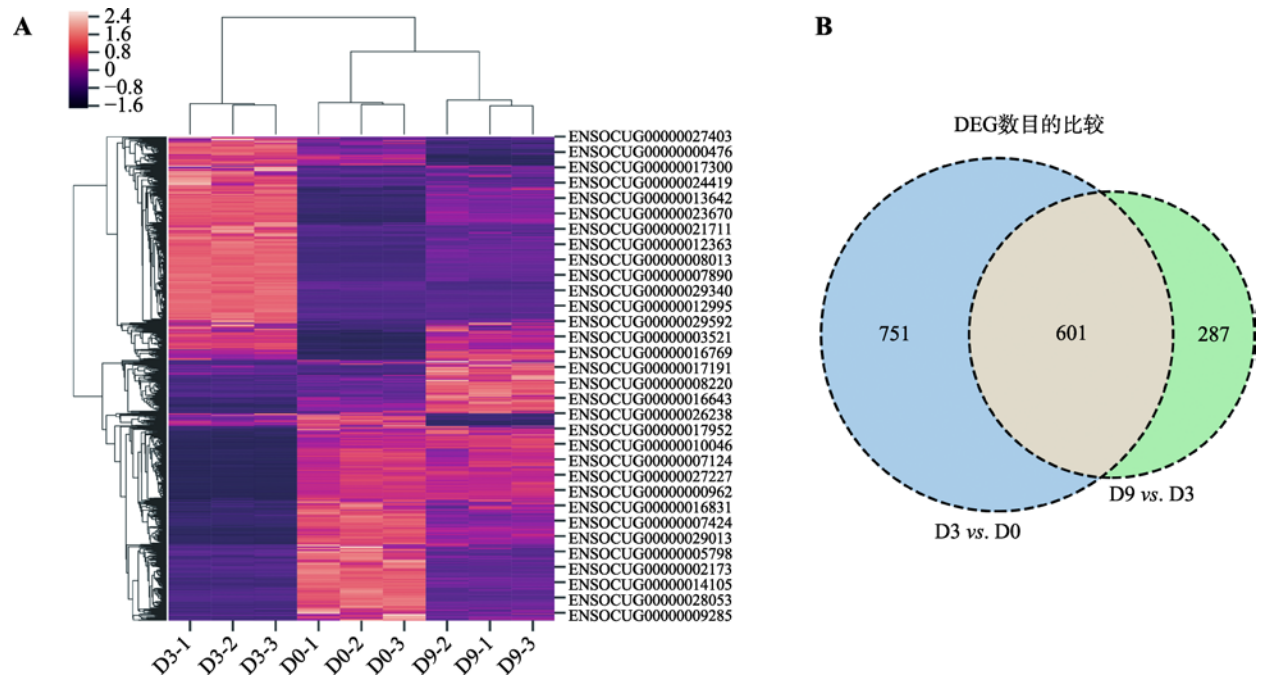 A
2.4
1.6
0.8
0
−0.8
−1.6
ENSOCUG00000027403
ENSOCUG00000000476
ENSOCUG00000017300
ENSOCUG00000024419
ENSOCUG00000013642
ENSOCUG00000023670
ENSOCUG00000021711
ENSOCUG00000012363
ENSOCUG00000008013
ENSOCUG00000007890
ENSOCUG00000029340
ENSOCUG00000012995
ENSOCUG00000029592
ENSOCUG00000003521
ENSOCUG00000016769
ENSOCUG00000017191
ENSOCUG00000008220
ENSOCUG00000016643
ENSOCUG00000026238
ENSOCUG00000017952
ENSOCUG00000010046
ENSOCUG00000007124
ENSOCUG00000027227
ENSOCUG00000000962
ENSOCUG00000016831
ENSOCUG00000007424
ENSOCUG00000029013
ENSOCUG00000005798
ENSOCUG00000002173
ENSOCUG00000014105
ENSOCUG00000028053
ENSOCUG00000009285
D3-1
D3-2
D3-3
D0-1
D0-2
D0-3
D9-2
D9-1
D9-3
B
DEG数目的比较
751
601
287
D9 vs. D3
D3 vs. D0